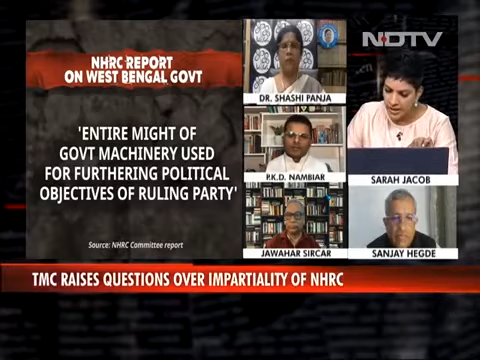 NHRC REPORT
ON WEST BENGAL GOVT
'ENTIRE MIGHT OF
GOVT MACHINERY USED
FOR FURTHERING POLITICAL
OBJECTIVES OF RULING PARTY'
Source: NHRC Committee report
NDTV
DR. SHASHI PANJA
P.K.D. NAMBIAR
SARAH JACOB
JAWAHAR SIRCAR
SANJAY HEGDE
TMC RAISES QUESTIONS OVER IMPARTIALITY OF NHRC